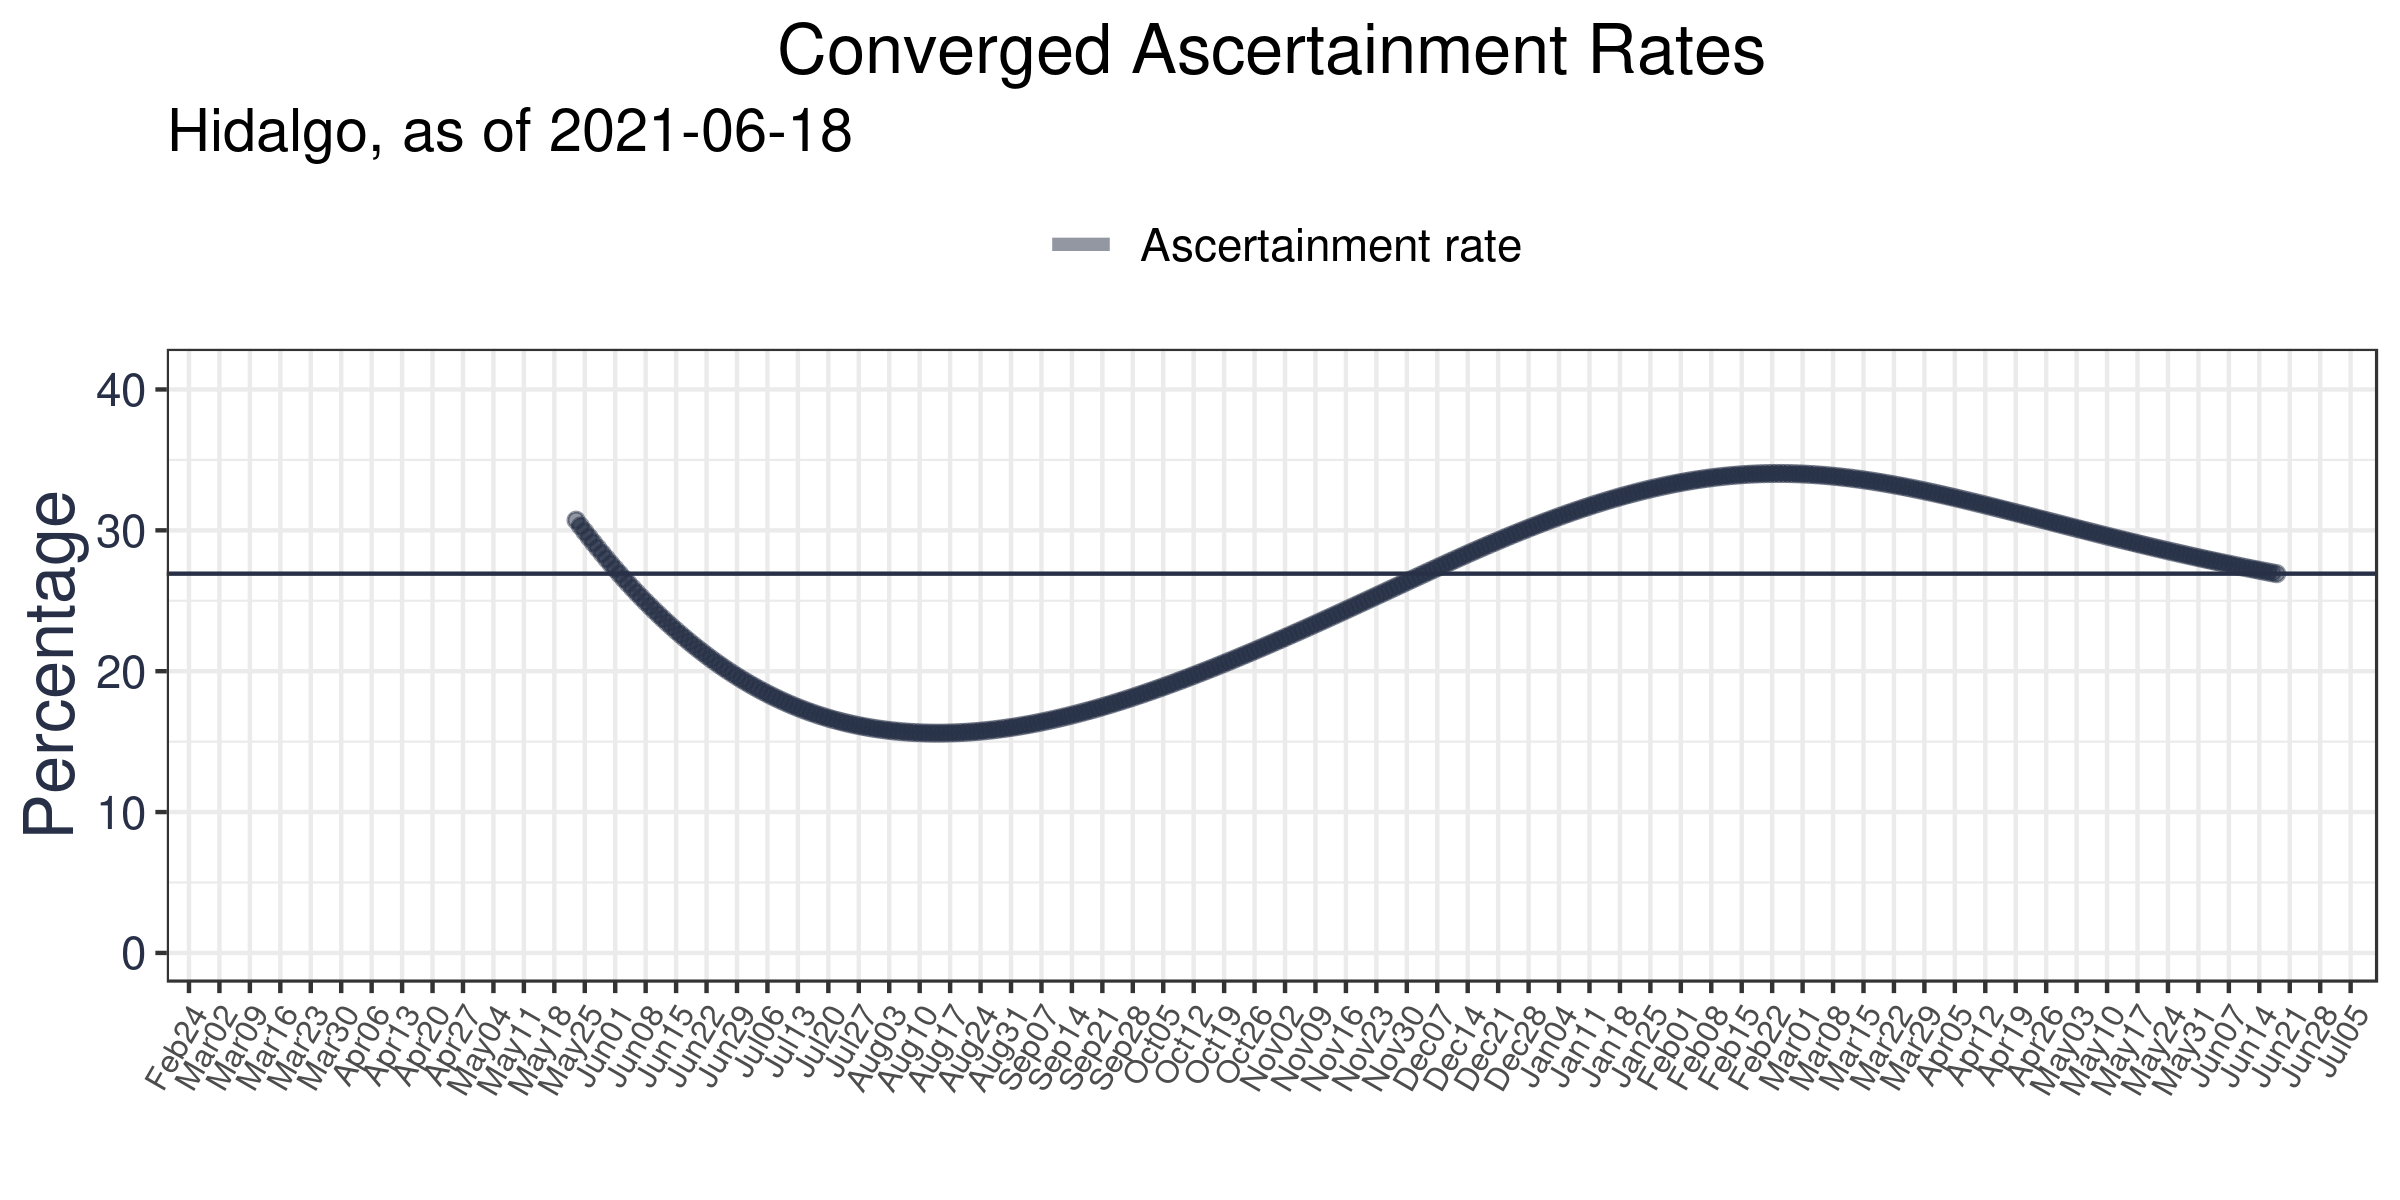 Converged Ascertainment Rates
Hidalgo, as of 2021-06-18
Ascertainment rate
Percentage
40
30
20
10
0
Feb24 Mar02 Mar09 Mar16 Mar23 Mar30 Apr06 Apr13 Apr20 Apr27 May04 May11 May18 May25 Jun01 Jun08 Jun15 Jun22 Jun29 Jul06 Jul13 Jul20 Jul27 Aug03 Aug10 Aug17 Aug24 Aug31 Sep07 Sep14 Sep21 Sep28 Oct05 Oct12 Oct19 Oct26 Nov02 Nov09 Nov16 Nov23 Nov30 Dec07 Dec14 Dec21 Dec28 Jan04 Jan11 Jan18 Jan25 Feb01 Feb08 Feb15 Feb22 Mar01 Mar08 Mar15 Mar22 Mar29 Apr05 Apr12 Apr19 Apr26 May03 May10 May17 May24 May31 Jun07 Jun14 Jun21 Jun28 Jul05